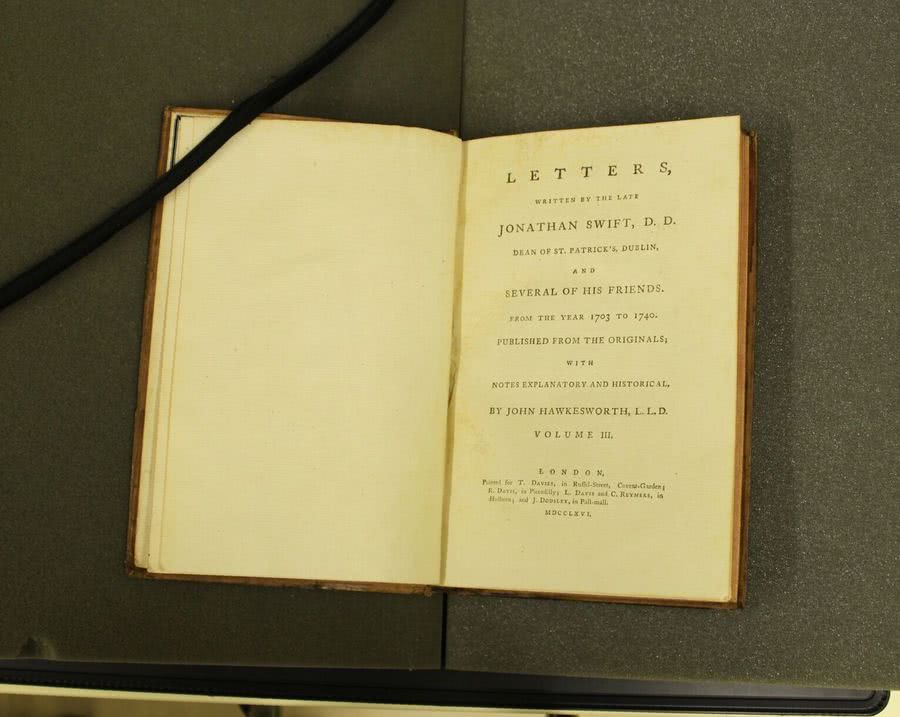 LETTERS,
WRITTEN BY THE LATE
JONATHAN SWIFT, D. D.
DEAN OF ST. PATRICK'S, DUBLIN,
AND
SEVERAL OF HIS FRIENDS.
FROM THE YEAR 1703 TO 1740.
PUBLISHED FROM THE ORIGINALS;
WITH
NOTES EXPLANATORY AND HISTORICAL,
BY JOHN HAWKESWORTH, L.L.D.
VOLUME III.
LONDON,
Printed for T. DAVIES, in Russel-Street, Covent-Garden;
R. DAVIS, in Piccadilly; L. DAVIS and C. REYMERS, in
Holborn; and J. DODSLEY, in Pall-mall.
MDCCLXVI.